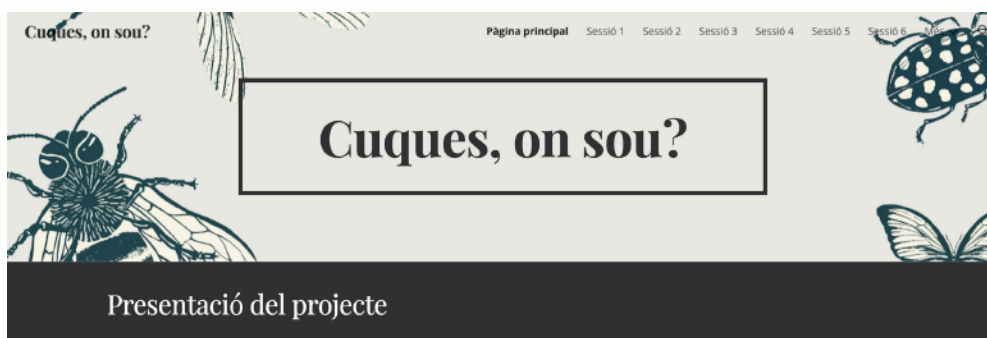 Cuques, on sou?
Pàgina principal Sessió 1 Sessió 2 Sessió 3 Sessió 4 Sessió 5 Sessió 6 Més
Cuques, on sou?
Presentació del projecte